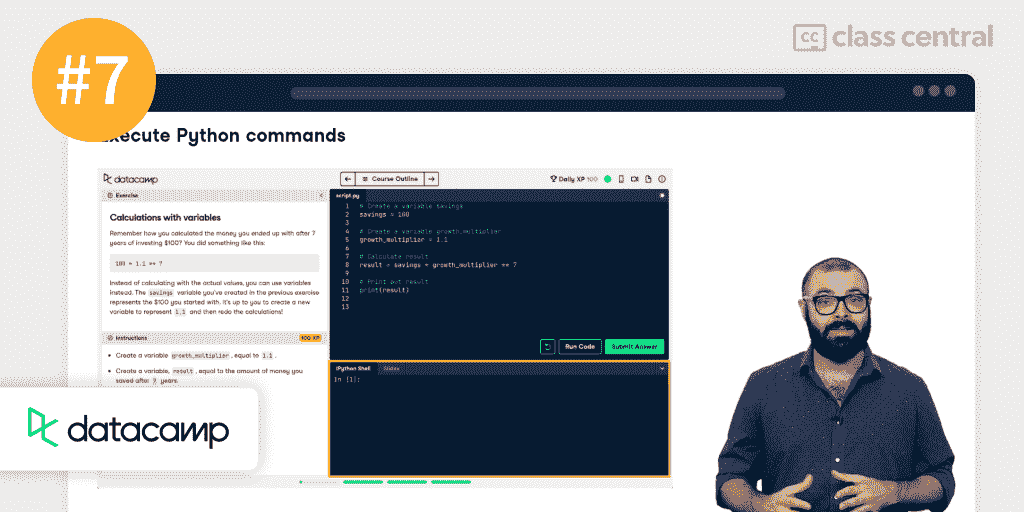 #7
class central
Execute Python commands
datacamp
Course Outline
Daily XP 100
Exercise
Calculations with variables
Remember how you calculated the money you ended up with after 7
years of investing $100? You did something like this:
100 * 1.1 ** 7
Instead of calculating with the actual values, you can use variables
instead. The savings variable you've created in the previous exercise
represents the $100 you started with. It's up to you to create a new
variable to represent 1.1 and then redo the calculations!
Instructions
100 XP
Create a variable growth_multiplier, equal to 1.1.
Create a variable, result, equal to the amount of money you
saved after 7 years.
script.py
1 # Create a variable savings
2 savings = 100
3
4 # Create a variable growth_multiplier
5 growth_multiplier = 1.1
6
7 # Calculate result
8 result = savings * growth_multiplier ** 7
9
10 # Print out result
11 print(result)
12
13
Run Code
Submit Answer
IPython Shell
Slides
In [1]:
datacamp